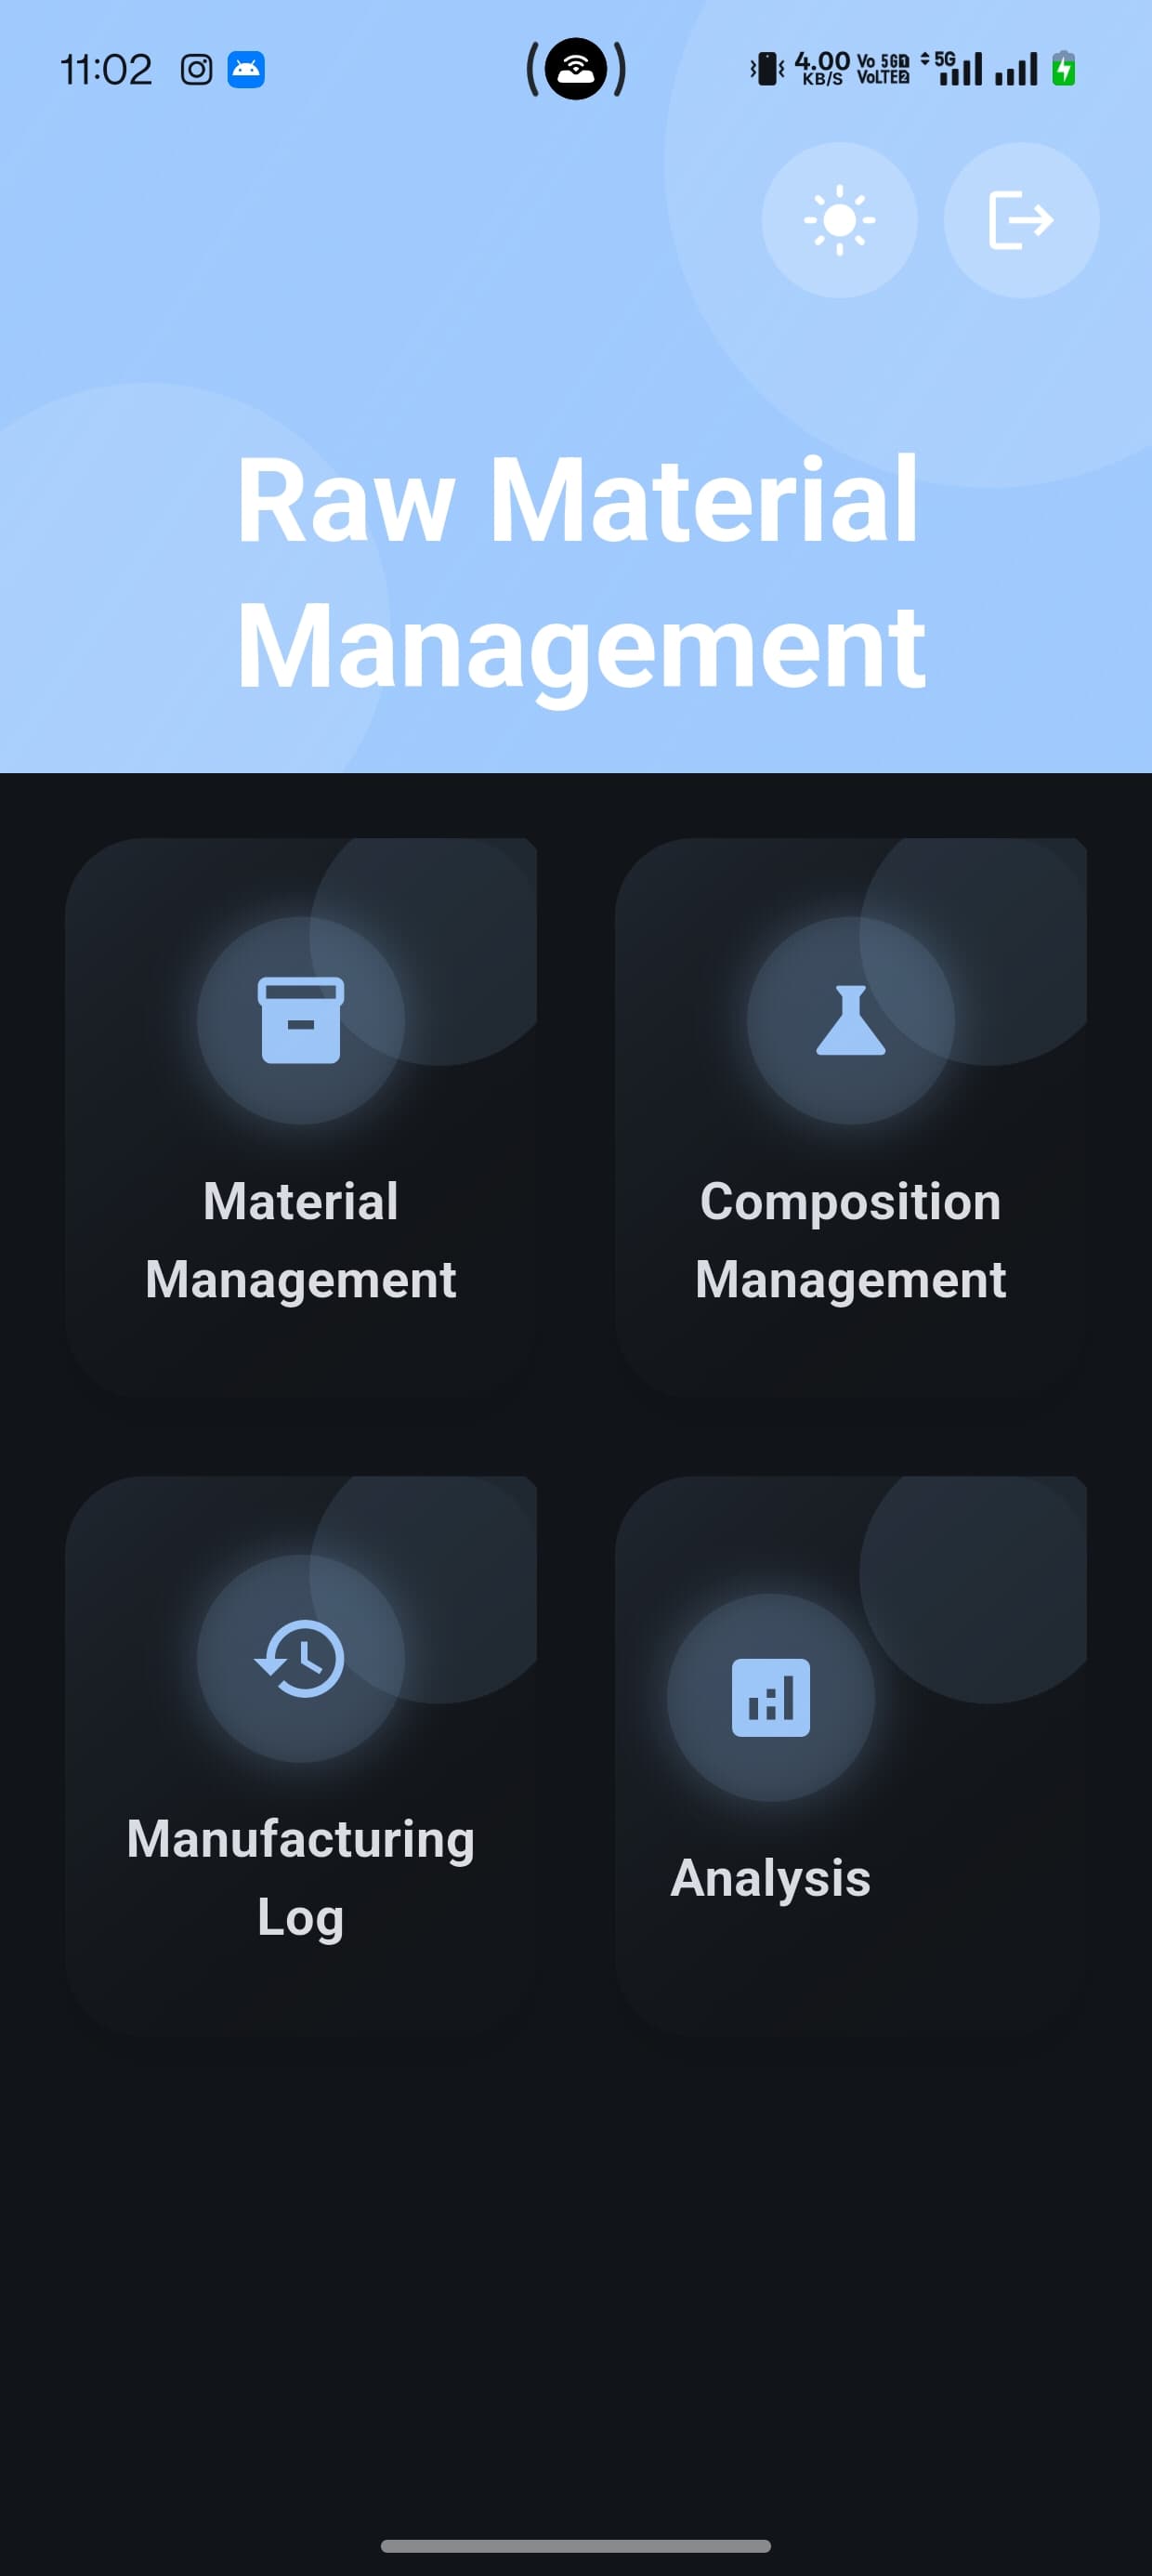 11:02
4.00 KB/S Vo 5G VoLTE2 5G
Raw Material
Management
Material
Management
Composition
Management
Manufacturing
Log
Analysis